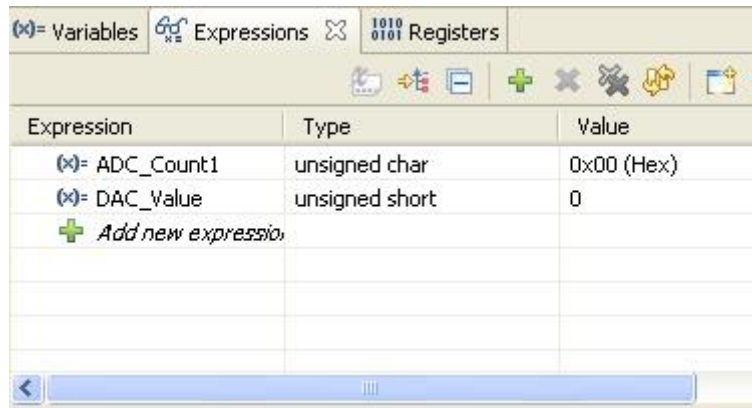 (x)= Variables Expressions 1010 0101 Registers
Expression Type Value
(x)= ADC_Count1 unsigned char 0x00 (Hex)
(x)= DAC_Value unsigned short 0
Add new expression